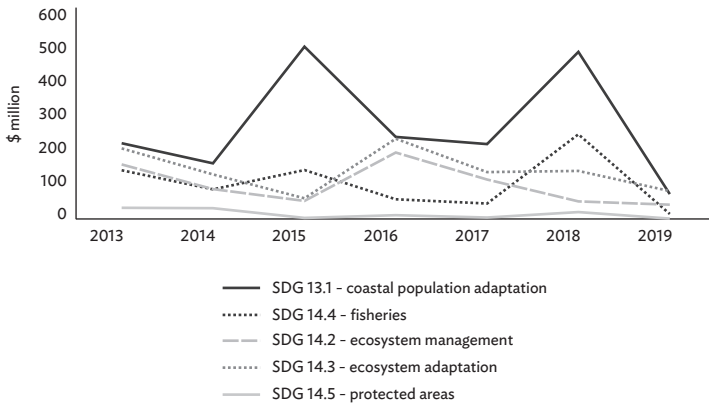 600
500
400
300
200
100
0
$ million
2013 2014 2015 2016 2017 2018 2019
SDG 13.1 – coastal population adaptation
SDG 14.4 – fisheries
SDG 14.2 – ecosystem management
SDG 14.3 – ecosystem adaptation
SDG 14.5 – protected areas